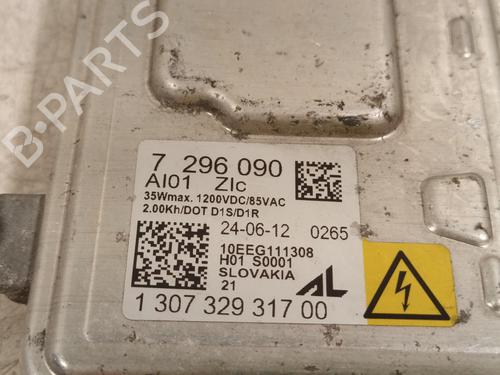 B-PARTS
7 296 090
AI01 ZIc
35Wmax. 1200VDC/85VAC
2.00Kh/DOT D1S/D1R
24-06-12 0265
10EEG111308
H01 S0001
SLOVAKIA
21
AL
1 307 329 317 00